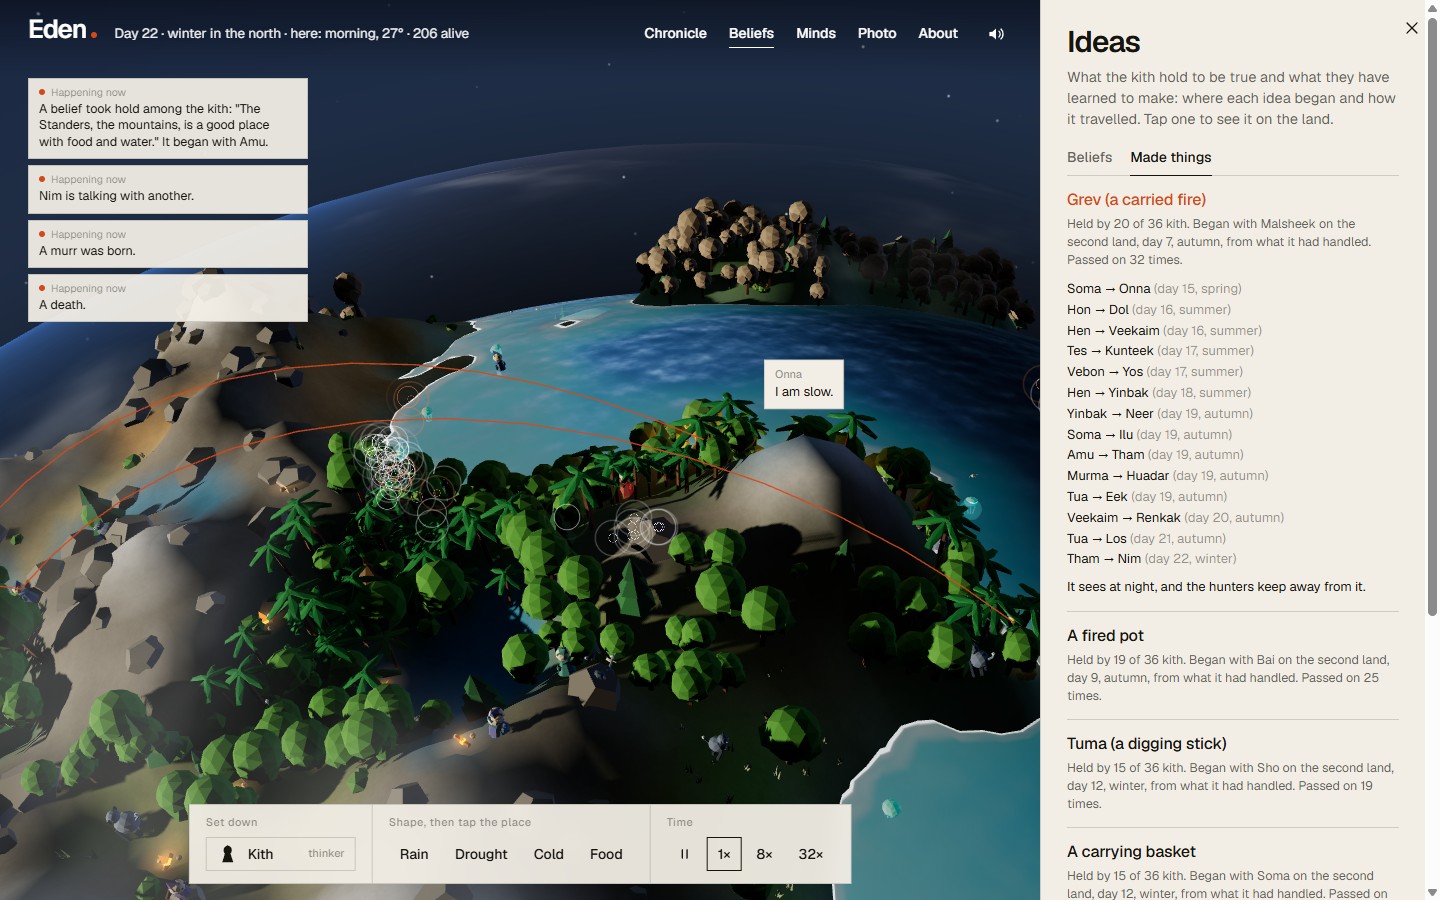 Eden.
Day 22 · winter in the north · here: morning, 27° · 206 alive
Chronicle
Beliefs
Minds
Photo
About
Happening now
A belief took hold among the kith: "The
Standers, the mountains, is a good place
with food and water." It began with Amu.
Happening now
Nim is talking with another.
Happening now
A murr was born.
Happening now
A death.
Onna
I am slow.
Set down
Kith
thinker
Shape, then tap the place
Rain
Drought
Cold
Food
Time
1×
8×
32×
Ideas
What the kith hold to be true and what they have
learned to make: where each idea began and how
it travelled. Tap one to see it on the land.
Beliefs
Made things
Grev (a carried fire)
Held by 20 of 36 kith. Began with Malsheek on the
second land, day 7, autumn, from what it had handled.
Passed on 32 times.
Soma → Onna (day 15, spring)
Hon → Dol (day 16, summer)
Hen → Veekaim (day 16, summer)
Tes → Kunteek (day 17, summer)
Vebon → Yos (day 17, summer)
Hen → Yinbak (day 18, summer)
Yinbak → Neer (day 19, autumn)
Soma → Ilu (day 19, autumn)
Amu → Tham (day 19, autumn)
Murma → Huadar (day 19, autumn)
Tua → Eek (day 19, autumn)
Veekaim → Renkak (day 20, autumn)
Tua → Los (day 21, autumn)
Tham → Nim (day 22, winter)
It sees at night, and the hunters keep away from it.
A fired pot
Held by 19 of 36 kith. Began with Bai on the second land,
day 9, autumn, from what it had handled. Passed on 25
times.
Tuma (a digging stick)
Held by 15 of 36 kith. Began with Sho on the second land,
day 12, winter, from what it had handled. Passed on 19
times.
A carrying basket
Held by 15 of 36 kith. Began with Soma on the second
land, day 12, winter, from what it had handled. Passed on